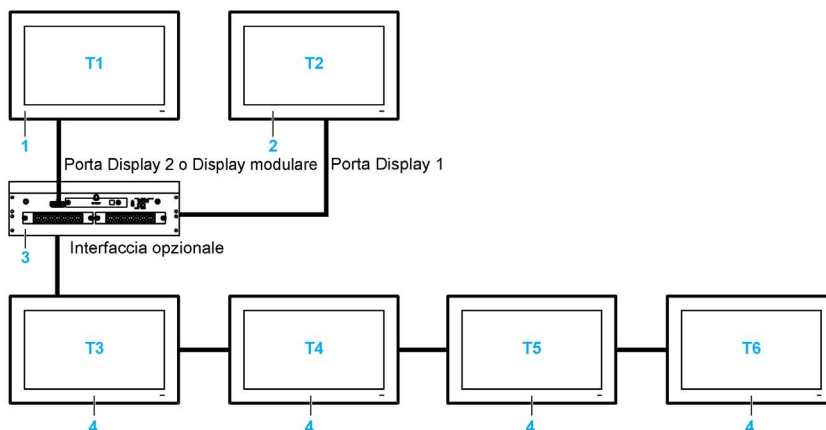 T1
T2
1
2
Porta Display 2 o Display modulare
Porta Display 1
3
Interfaccia opzionale
T3
T4
T5
T6
4
4
4
4